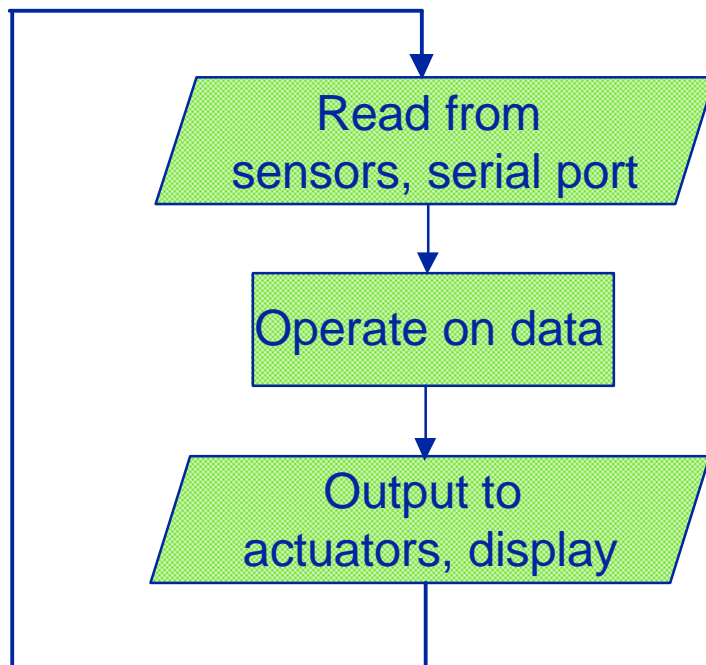 Read from
sensors, serial port
Operate on data
Output to
actuators, display